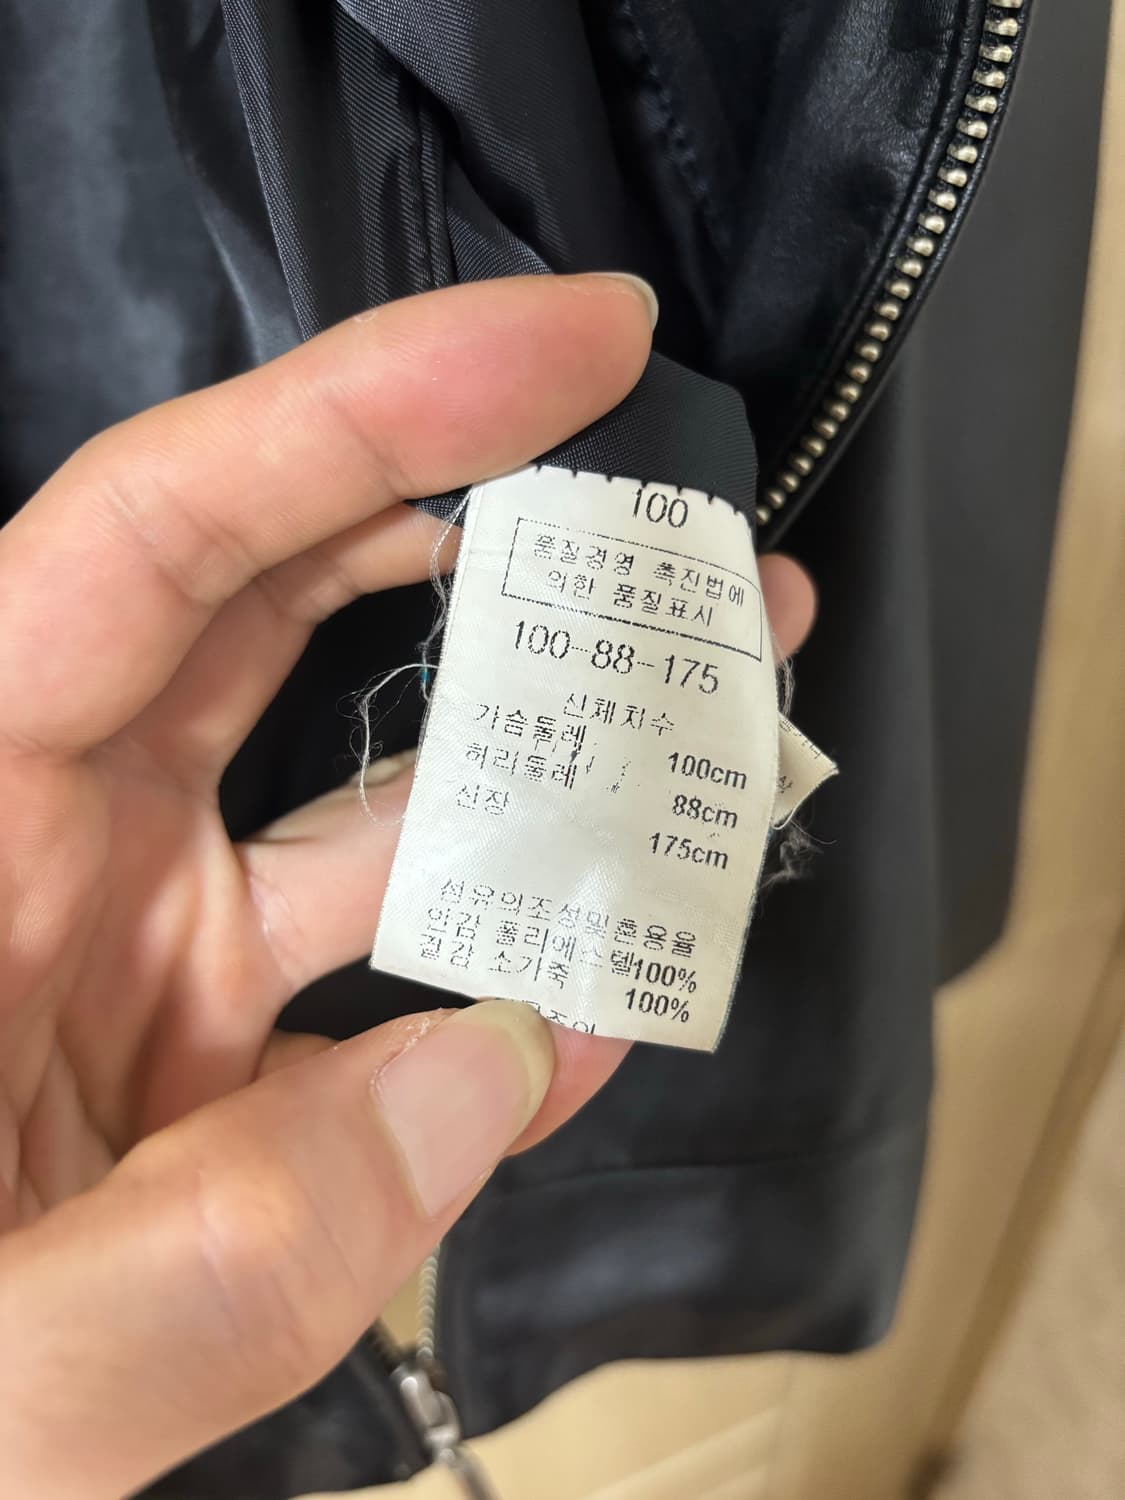 100
품질경영 촉진법에
의한 품질표시
100-88-175
신체치수
가슴둘레 100cm
허리둘레 88cm
신장 175cm
섬유의조성및혼용율
안감 폴리에스텔100%
겉감 소가죽 100%